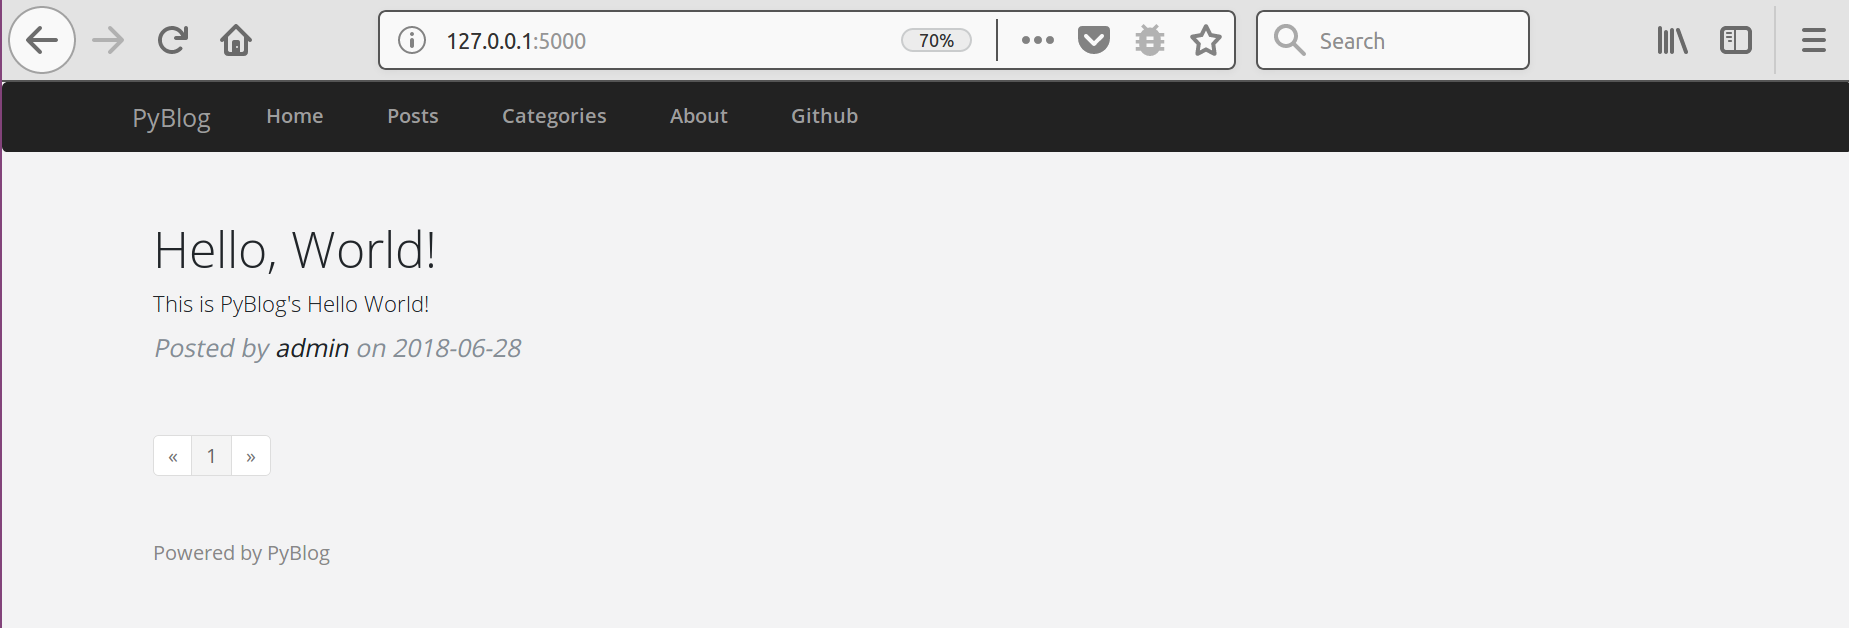 127.0.0.1:5000 70% Search
PyBlog Home Posts Categories About Github
Hello, World!
This is PyBlog's Hello World!
Posted by admin on 2018-06-28
« 1 »
Powered by PyBlog